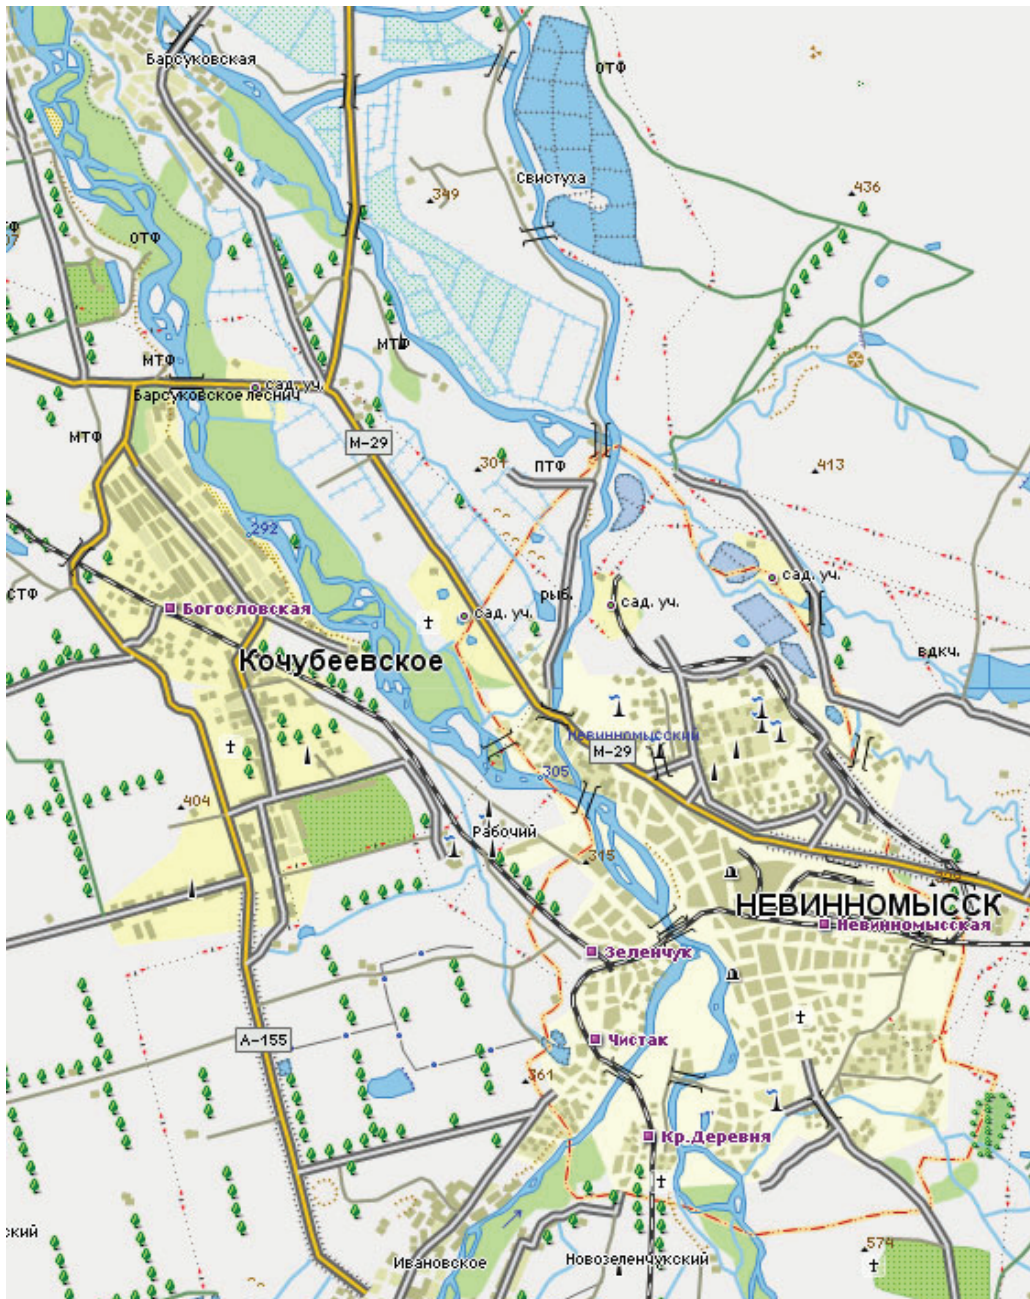 Барсуковская
ОТФ
Свистуха
349
436
ОТФ
МТФ
МТФ
сад. уч.
Барсуковское леснич.
М-29
МТФ
301
ПТФ
413
292
СТФ
рыб.
сад. уч.
Богословская
сад. уч.
сад. уч.
Кочубеевское
вдкч.
Невинномысский
М-29
305
404
Рабочий
315
НЕВИННОМЫССК
Невинномысская
Зеленчук
А-155
Чистак
361
Кр.Деревня
ский
574
Ивановское
Новозеленчукский